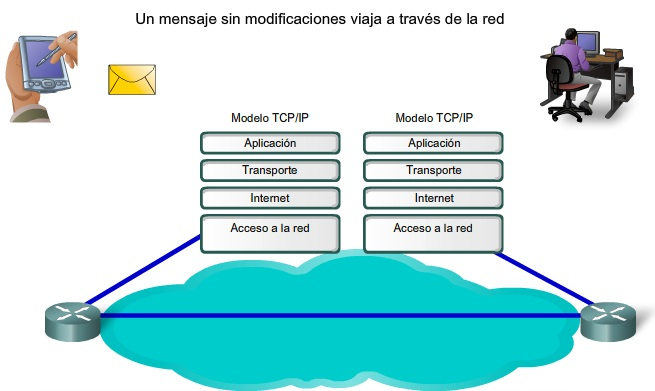 Un mensaje sin modificaciones viaja a través de la red
Modelo TCP/IP
Aplicación
Transporte
Internet
Acceso a la red
Modelo TCP/IP
Aplicación
Transporte
Internet
Acceso a la red